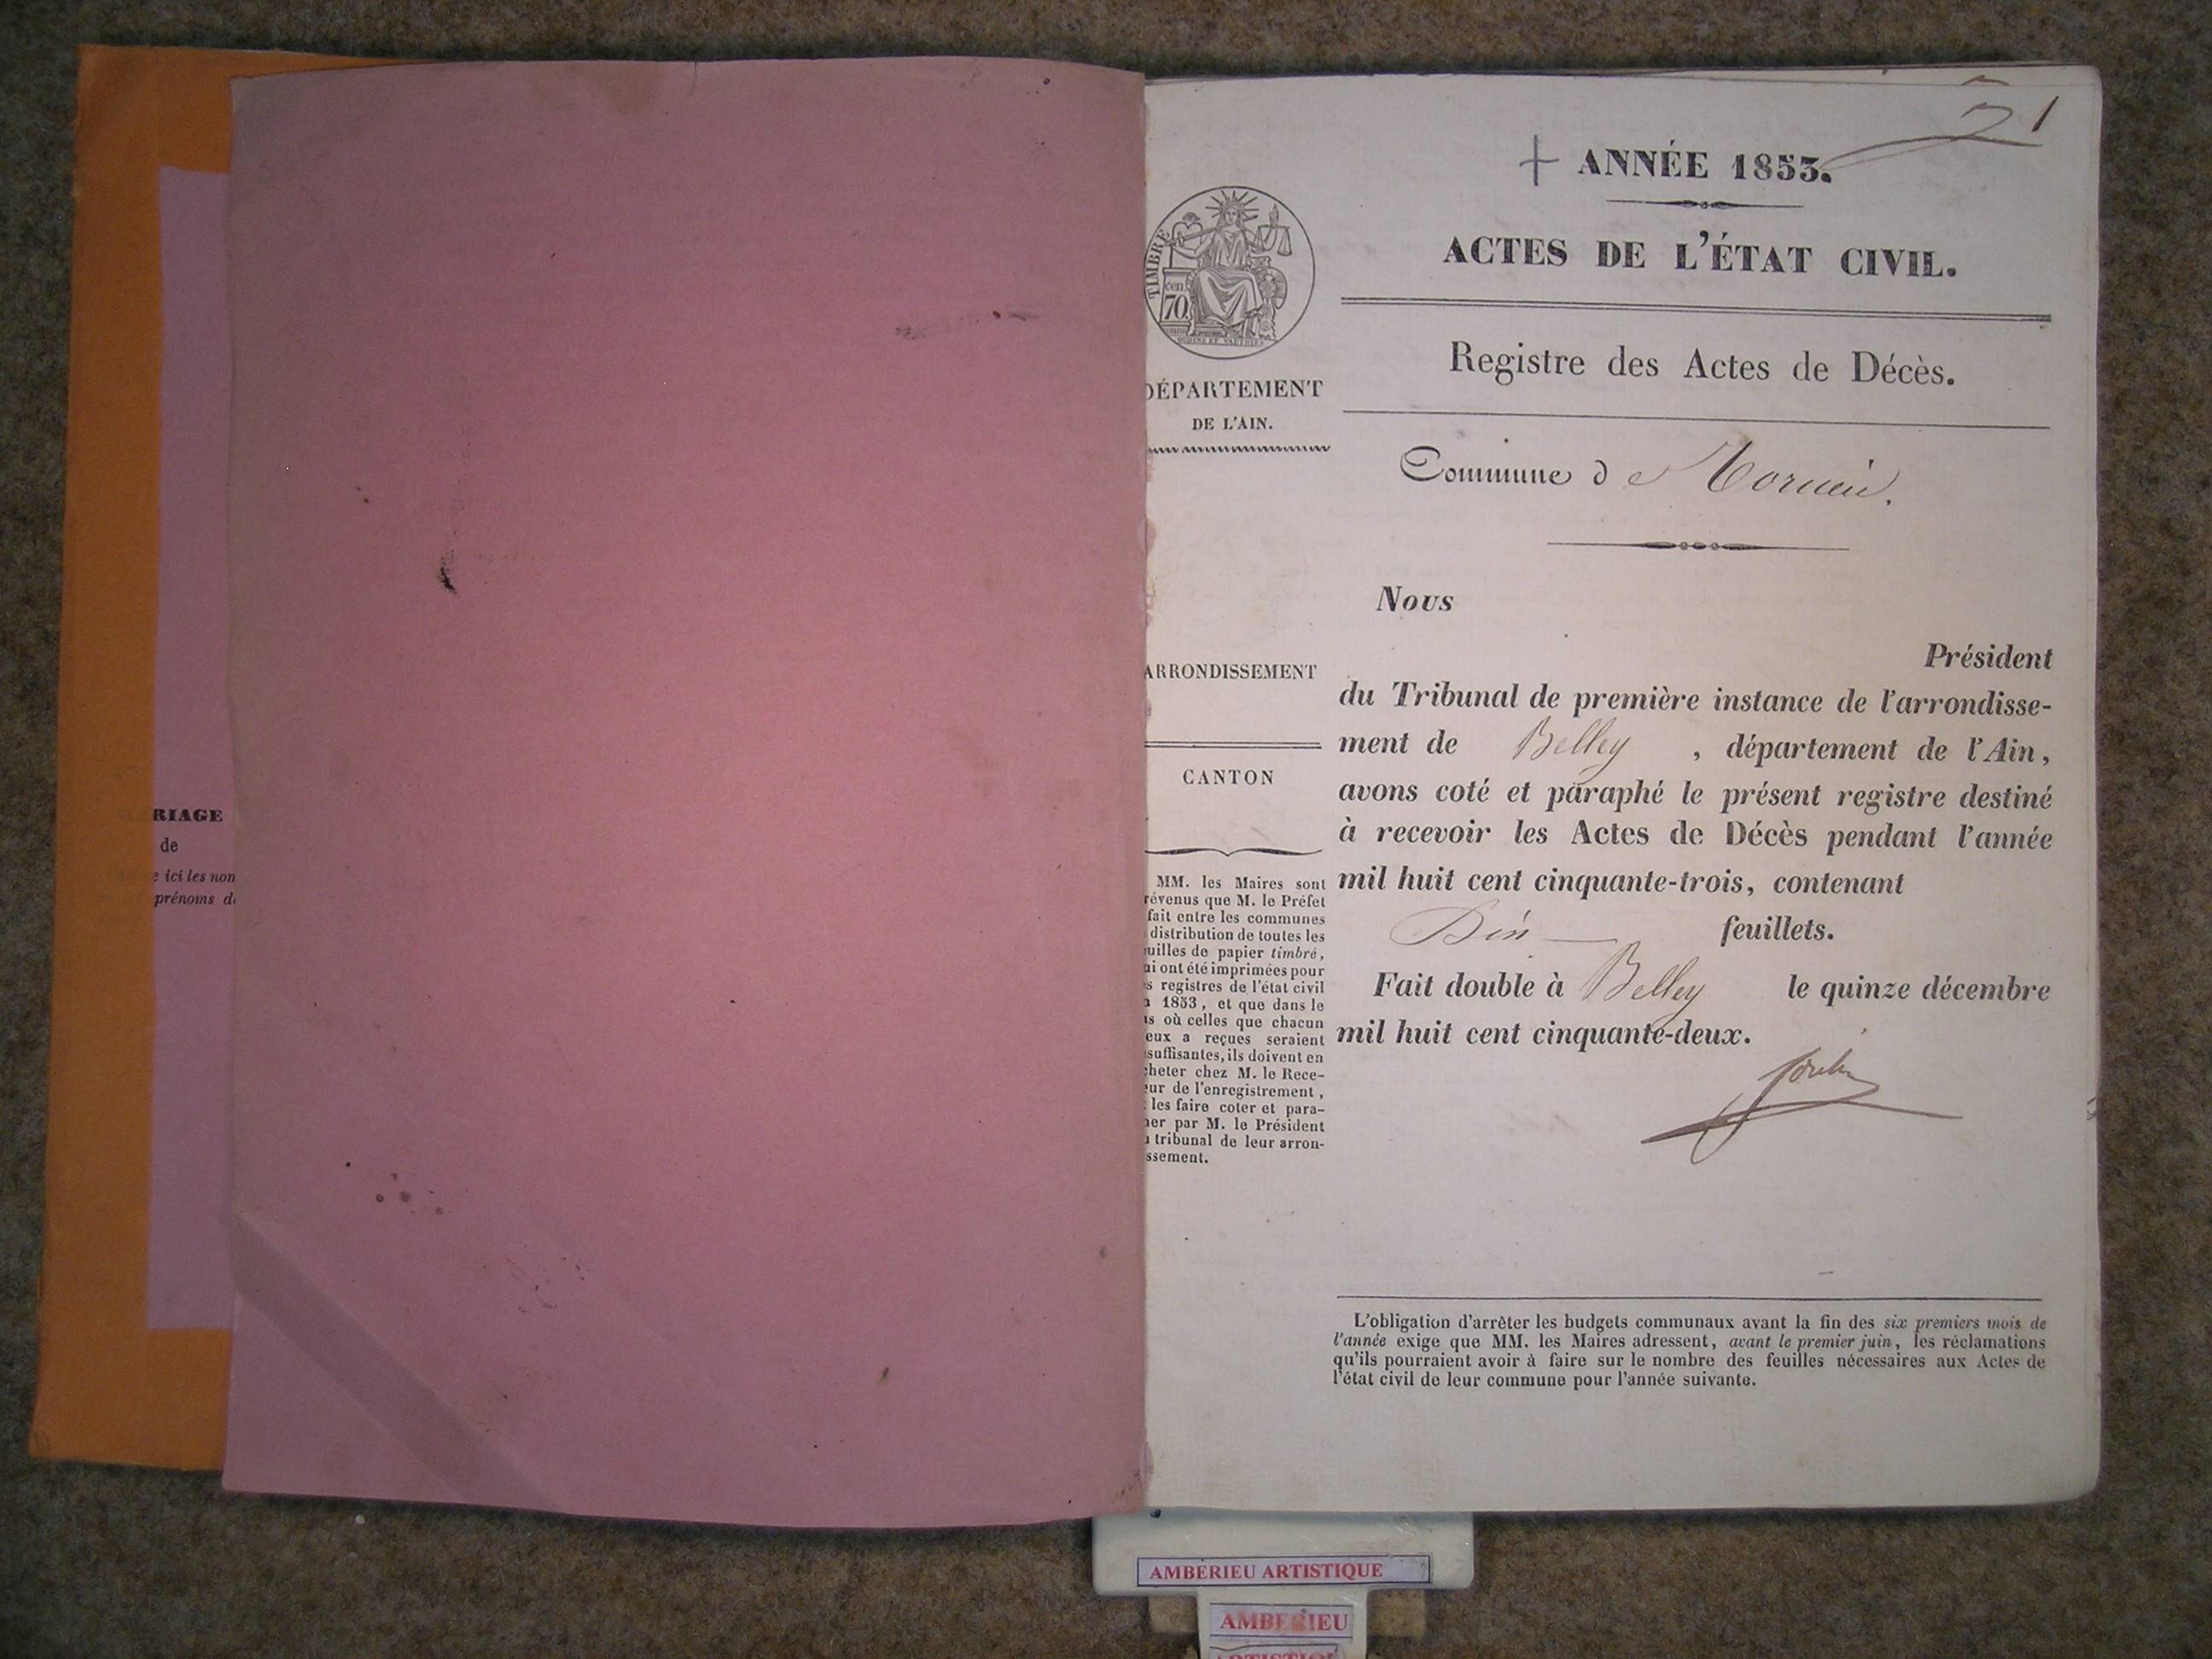 RIAGE
de
ici les nom
prénoms d
1
+ ANNÉE 1853.
ACTES DE L'ÉTAT CIVIL.
TIMBRE
cen.
70
Registre des Actes de Décès.
DÉPARTEMENT
DE L'AIN.
Commune de
Nous
Président
du Tribunal de première instance de l'arrondisse-
ment de Belley, département de l'Ain,
avons coté et paraphé le présent registre destiné
à recevoir les Actes de Décès pendant l'année
mil huit cent cinquante-trois, contenant
feuillets.
Fait double à Belley le quinze décembre
mil huit cent cinquante-deux.
ARRONDISSEMENT
CANTON
MM. les Maires sont
révenus que M. le Préfet
fait entre les communes
distribution de toutes les
uilles de papier timbré,
ui ont été imprimées pour
s registres de l'état civil
1853, et que dans le
s où celles que chacun
eux a reçues seraient
suffisantes, ils doivent en
cheter chez M. le Rece-
eur de l'enregistrement,
les faire coter et para-
her par M. le Président
tribunal de leur arron-
ssement.
L'obligation d'arrêter les budgets communaux avant la fin des six premiers mois de
l'année exige que MM. les Maires adressent, avant le premier juin, les réclamations
qu'ils pourraient avoir à faire sur le nombre des feuilles nécessaires aux Actes de
l'état civil de leur commune pour l'année suivante.
AMBERIEU ARTISTIQUE
AMBERIEU
ARTISTIQU